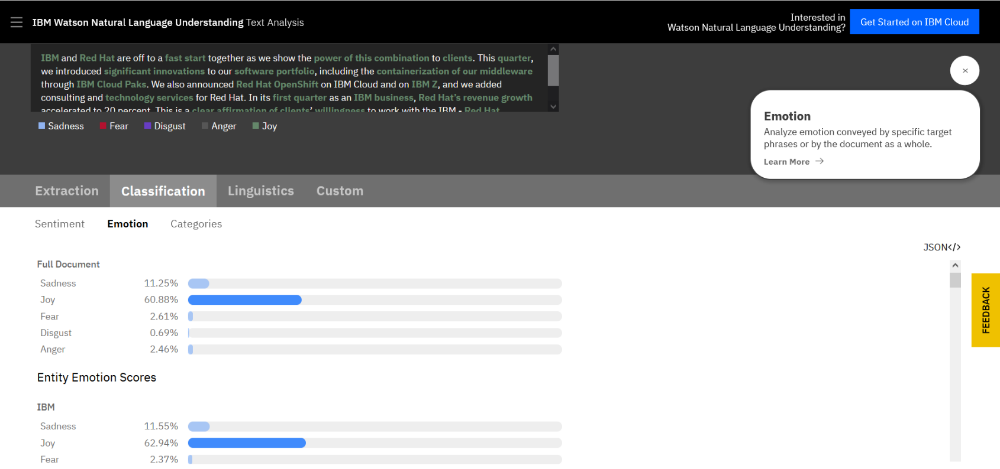 IBM Watson Natural Language Understanding Text Analysis
Interested in
Watson Natural Language Understanding?
Get Started on IBM Cloud
IBM and Red Hat are off to a fast start together as we show the power of this combination to clients. This quarter,
we introduced significant innovations to our software portfolio, including the containerization of our middleware
through IBM Cloud Paks. We also announced Red Hat OpenShift on IBM Cloud and on IBM Z, and we added
consulting and technology services for Red Hat. In its first quarter as an IBM business, Red Hat’s revenue growth
accelerated to 20 percent. This is a clear affirmation of clients’ willingness to work with the IBM - Red Hat
Sadness Fear Disgust Anger Joy
×
Emotion
Analyze emotion conveyed by specific target
phrases or by the document as a whole.
Learn More →
Extraction Classification Linguistics Custom
Sentiment Emotion Categories
JSON</>
Full Document
Sadness 11.25%
Joy 60.88%
Fear 2.61%
Disgust 0.69%
Anger 2.46%
FEEDBACK
Entity Emotion Scores
IBM
Sadness 11.55%
Joy 62.94%
Fear 2.37%